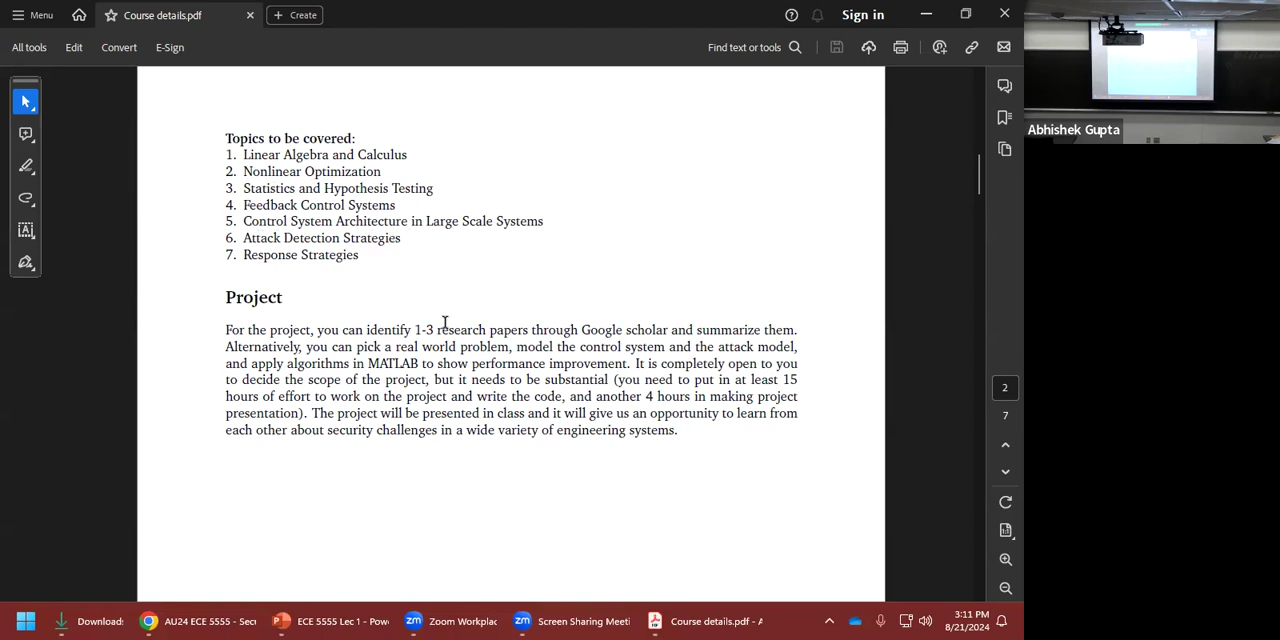 Menu
Course details.pdf
Create
Sign in
All tools
Edit
Convert
E-Sign
Find text or tools
Abhishek Gupta
Topics to be covered:
1. Linear Algebra and Calculus
2. Nonlinear Optimization
3. Statistics and Hypothesis Testing
4. Feedback Control Systems
5. Control System Architecture in Large Scale Systems
6. Attack Detection Strategies
7. Response Strategies
Project
For the project, you can identify 1-3 research papers through Google scholar and summarize them.
Alternatively, you can pick a real world problem, model the control system and the attack model,
and apply algorithms in MATLAB to show performance improvement. It is completely open to you
to decide the scope of the project, but it needs to be substantial (you need to put in at least 15
hours of effort to work on the project and write the code, and another 4 hours in making project
presentation). The project will be presented in class and it will give us an opportunity to learn from
each other about security challenges in a wide variety of engineering systems.
2
7
Downloads
AU24 ECE 5555 - Secu
ECE 5555 Lec 1 - Powe
Zoom Workplac
Screen Sharing Meeti
Course details.pdf - A
3:11 PM
8/21/2024